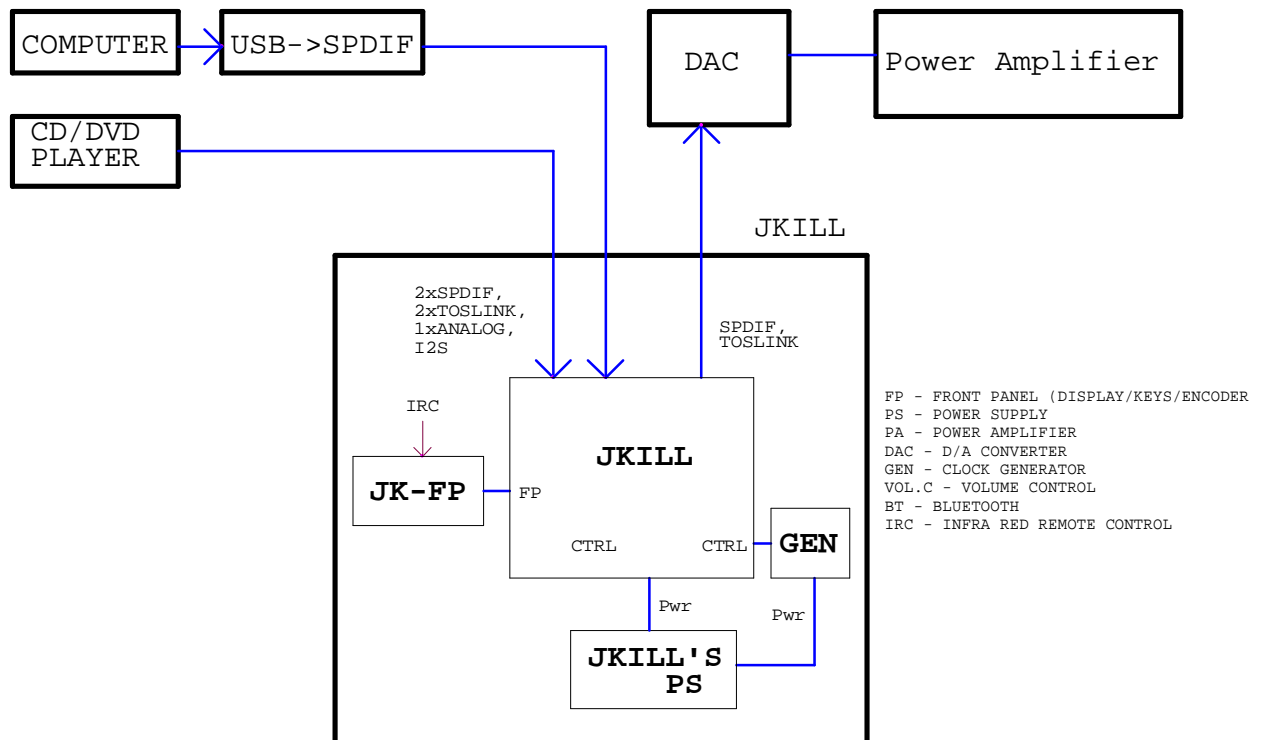 COMPUTER
USB->SPDIF
DAC
Power Amplifier
CD/DVD
PLAYER
JKILL
2xSPDIF,
2xTOSLINK,
1xANALOG,
I2S
SPDIF,
TOSLINK
IRC
JKILL
JK-FP
FP
CTRL
CTRL
GEN
Pwr
Pwr
JKILL'S
PS
FP - FRONT PANEL (DISPLAY/KEYS/ENCODER
PS - POWER SUPPLY
PA - POWER AMPLIFIER
DAC - D/A CONVERTER
GEN - CLOCK GENERATOR
VOL.C - VOLUME CONTROL
BT - BLUETOOTH
IRC - INFRA RED REMOTE CONTROL